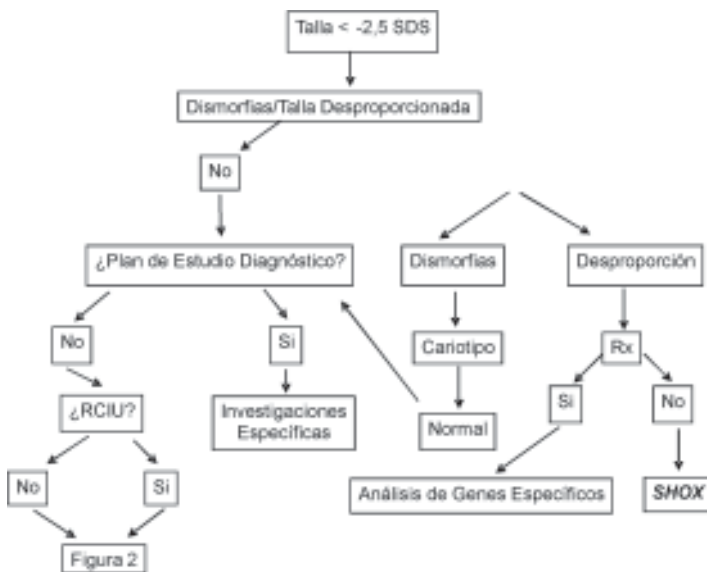 Talla < -2,5 SDS
Dismorfias/Talla Desproporcionada
No
¿Plan de Estudio Diagnóstico?
Dismorfias
Desproporción
No
Si
Cariotipo
Rx
¿RCIU?
Investigaciones
Específicas
Normal
Si
No
No
Si
Análisis de Genes Específicos
SHOX
Figura 2